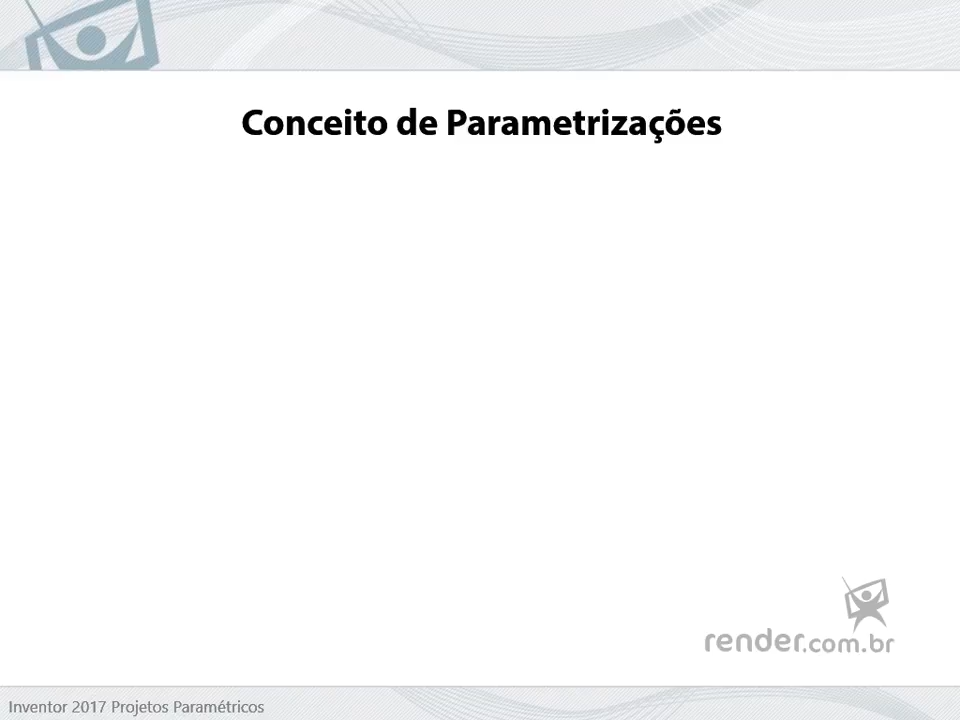 Conceito de Parametrizações
render.com.br
Inventor 2017 Projetos Paramétricos